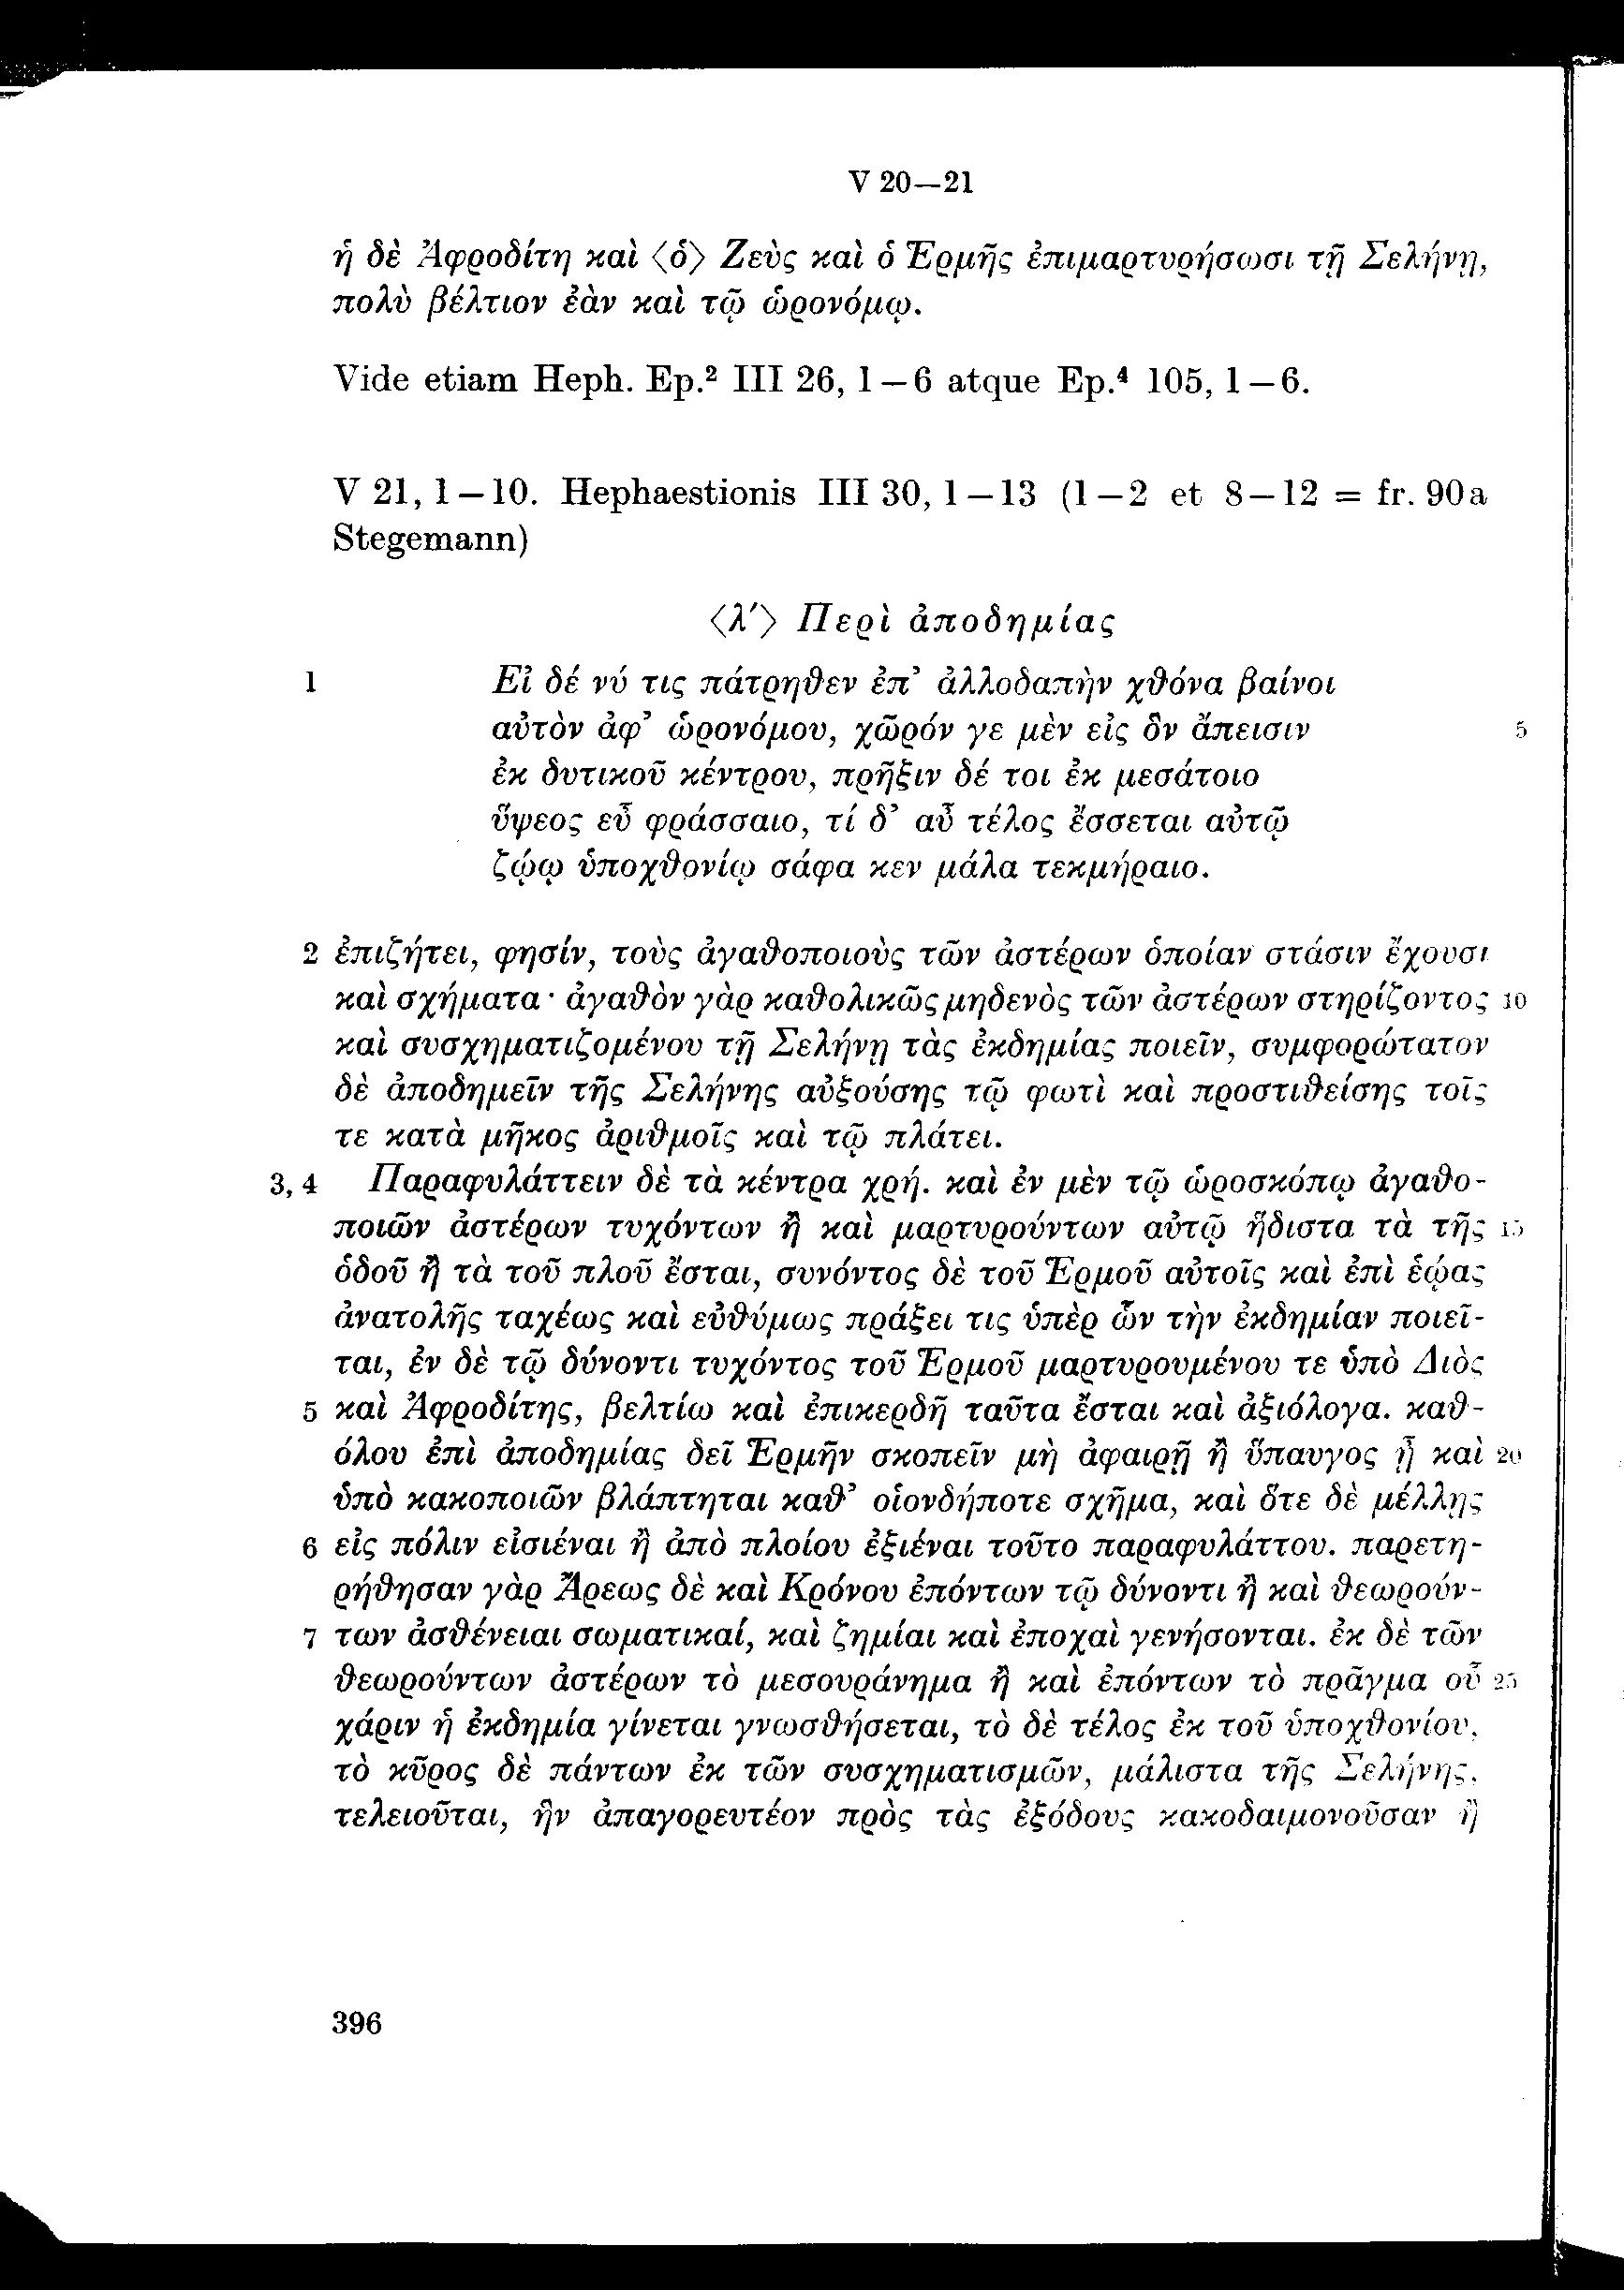 V 20—21
ἡ δὲ Ἀφροδίτη καὶ ⟨ὁ⟩ Ζεὺς καὶ ὁ Ἑρμῆς ἐπιμαρτυρήσωσι τῇ Σελήνῃ,
πολὺ βέλτιον ἐὰν καὶ τῷ ὡρονόμῳ.
Vide etiam Heph. Ep.² III 26, 1—6 atque Ep.⁴ 105, 1—6.
V 21, 1—10. Hephaestionis III 30, 1—13 (1—2 et 8—12 = fr. 90a
Stegemann)
⟨λ′⟩ Περὶ ἀποδημίας
1 Εἰ δέ νύ τις πάτρηθεν ἐπ’ ἀλλοδαπὴν χθόνα βαίνοι
αὐτὸν ἀφ’ ὡρονόμου, χῶρόν γε μὲν εἰς ὃν ἄπεισιν 5
ἐκ δυτικοῦ κέντρου, πρῆξιν δέ τοι ἐκ μεσάτοιο
ὕψεος εὖ φράσσαιο, τί δ’ αὖ τέλος ἔσσεται αὐτῷ
ζῴῳ ὑποχθονίῳ σάφα κεν μάλα τεκμήραιο.
2 ἐπιζήτει, φησίν, τοὺς ἀγαθοποιοὺς τῶν ἀστέρων ὁποίαν στάσιν ἔχουσι
καὶ σχήματα· ἀγαθὸν γὰρ καθολικῶς μηδενὸς τῶν ἀστέρων στηρίζοντος 10
καὶ συσχηματιζομένου τῇ Σελήνῃ τὰς ἐκδημίας ποιεῖν, συμφορώτατον
δὲ ἀποδημεῖν τῆς Σελήνης αὐξούσης τῷ φωτὶ καὶ προστιθείσης τοῖς
τε κατὰ μῆκος ἀριθμοῖς καὶ τῷ πλάτει.
3, 4 Παραφυλάττειν δὲ τὰ κέντρα χρή. καὶ ἐν μὲν τῷ ὡροσκόπῳ ἀγαθο-
ποιῶν ἀστέρων τυχόντων ἢ καὶ μαρτυρούντων αὐτῷ ἥδιστα τὰ τῆς 15
ὁδοῦ ἢ τὰ τοῦ πλοῦ ἔσται, συνόντος δὲ τοῦ Ἑρμοῦ αὐτοῖς καὶ ἐπὶ ἑῴας
ἀνατολῆς ταχέως καὶ εὐθύμως πράξει τις ὑπὲρ ὧν τὴν ἐκδημίαν ποιεῖ-
ται, ἐν δὲ τῷ δύνοντι τυχόντος τοῦ Ἑρμοῦ μαρτυρουμένου τε ὑπὸ Διὸς
5 καὶ Ἀφροδίτης, βελτίω καὶ ἐπικερδῆ ταῦτα ἔσται καὶ ἀξιόλογα. καθ-
όλου ἐπὶ ἀποδημίας δεῖ Ἑρμῆν σκοπεῖν μὴ ἀφαιρῇ ἢ ὕπαυγος ᾖ καὶ 20
ὑπὸ κακοποιῶν βλάπτηται καθ’ οἱονδήποτε σχῆμα, καὶ ὅτε δὲ μέλλῃς
6 εἰς πόλιν εἰσιέναι ἢ ἀπὸ πλοίου ἐξιέναι τοῦτο παραφυλάττου. παρετη-
ρήθησαν γὰρ Ἄρεως δὲ καὶ Κρόνου ἐπόντων τῷ δύνοντι ἢ καὶ θεωρούν-
7 των ἀσθένειαι σωματικαί, καὶ ζημίαι καὶ ἐποχαὶ γενήσονται. ἐκ δὲ τῶν
θεωρούντων ἀστέρων τὸ μεσουράνημα ἢ καὶ ἐπόντων τὸ πρᾶγμα οὗ 25
χάριν ἡ ἐκδημία γίνεται γνωσθήσεται, τὸ δὲ τέλος ἐκ τοῦ ὑποχθονίου,
τὸ κῦρος δὲ πάντων ἐκ τῶν συσχηματισμῶν, μάλιστα τῆς Σελήνης,
τελειοῦται, ἣν ἀπαγορευτέον πρὸς τὰς ἐξόδους κακοδαιμονοῦσαν ἢ
396